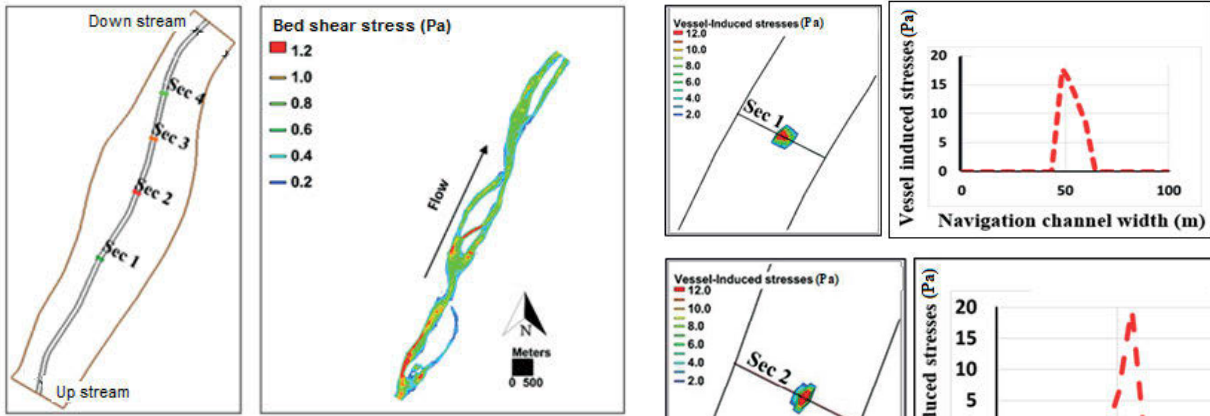 Down stream
Sec 4
Sec 3
Sec 2
Sec 1
Up stream
Bed shear stress (Pa)
1.2
1.0
0.8
0.6
0.4
0.2
Flow
N
Meters
0 500
Vessel-Induced stresses (Pa)
12.0
10.0
8.0
6.0
4.0
2.0
Sec 1
Vessel induced stresses (Pa)
20
15
10
5
0
0 50 100
Navigation channel width (m)
Vessel-Induced stresses (Pa)
12.0
10.0
8.0
6.0
4.0
2.0
Sec 2
stresses (Pa)
20
15
10
5